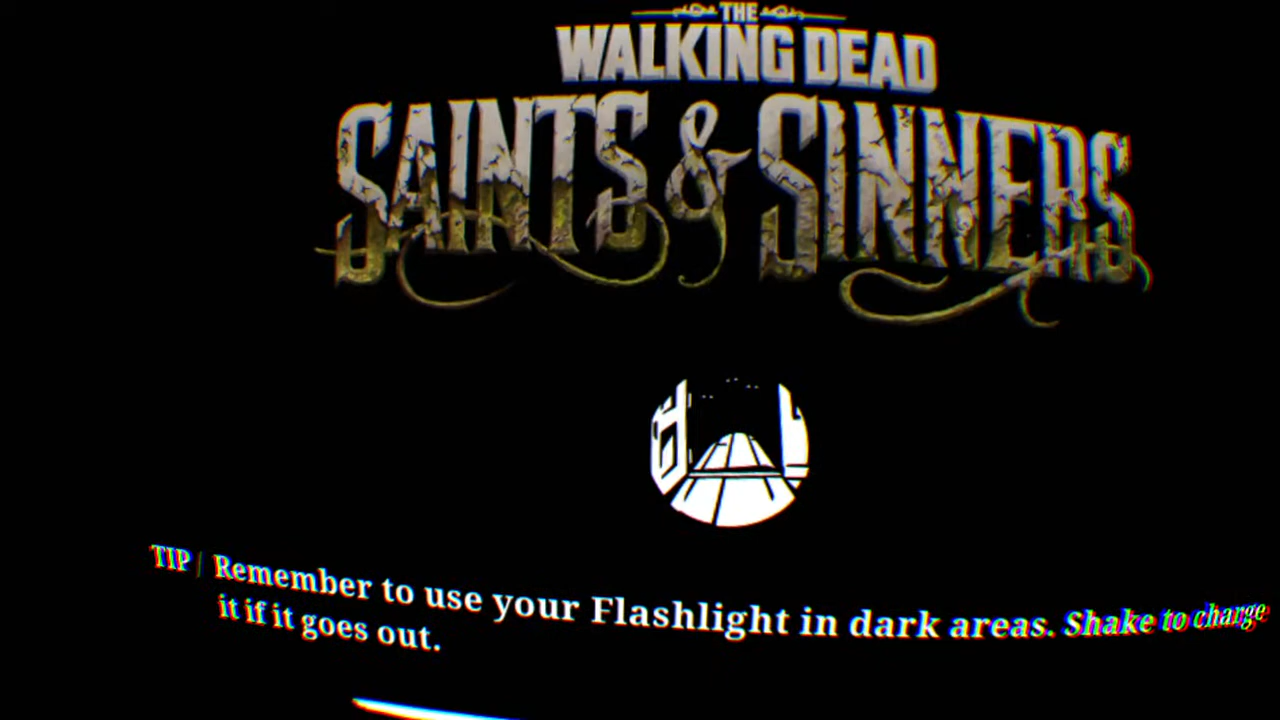 THE
WALKING DEAD
SAINTS & SINNERS
TIP | Remember to use your Flashlight in dark areas. Shake to charge
it if it goes out.